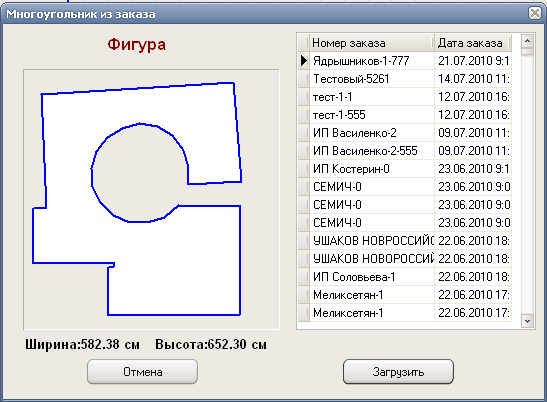 Многоугольник из заказа
Фигура
Номер заказа Дата заказа
Ядрышников-1-777 21.07.2010 9:1
Тестовый-5261 14.07.2010 11:
тест-1-1 12.07.2010 16:
тест-1-555 12.07.2010 16:
ИП Василенко-2 09.07.2010 11:
ИП Василенко-2-555 09.07.2010 11:
ИП Костерин-0 23.06.2010 9:1
СЕМИЧ-0 23.06.2010 9:0
СЕМИЧ-0 23.06.2010 9:0
СЕМИЧ-0 23.06.2010 9:0
УШАКОВ НОВРОССИЙС 22.06.2010 18:
УШАКОВ НОВОРОССИЙ 22.06.2010 18:
ИП Соловьева-1 22.06.2010 18:
Меликсетян-1 22.06.2010 17:
Меликсетян-1 22.06.2010 17:
Ширина:582.38 см Высота:652.30 см
Отмена Загрузить